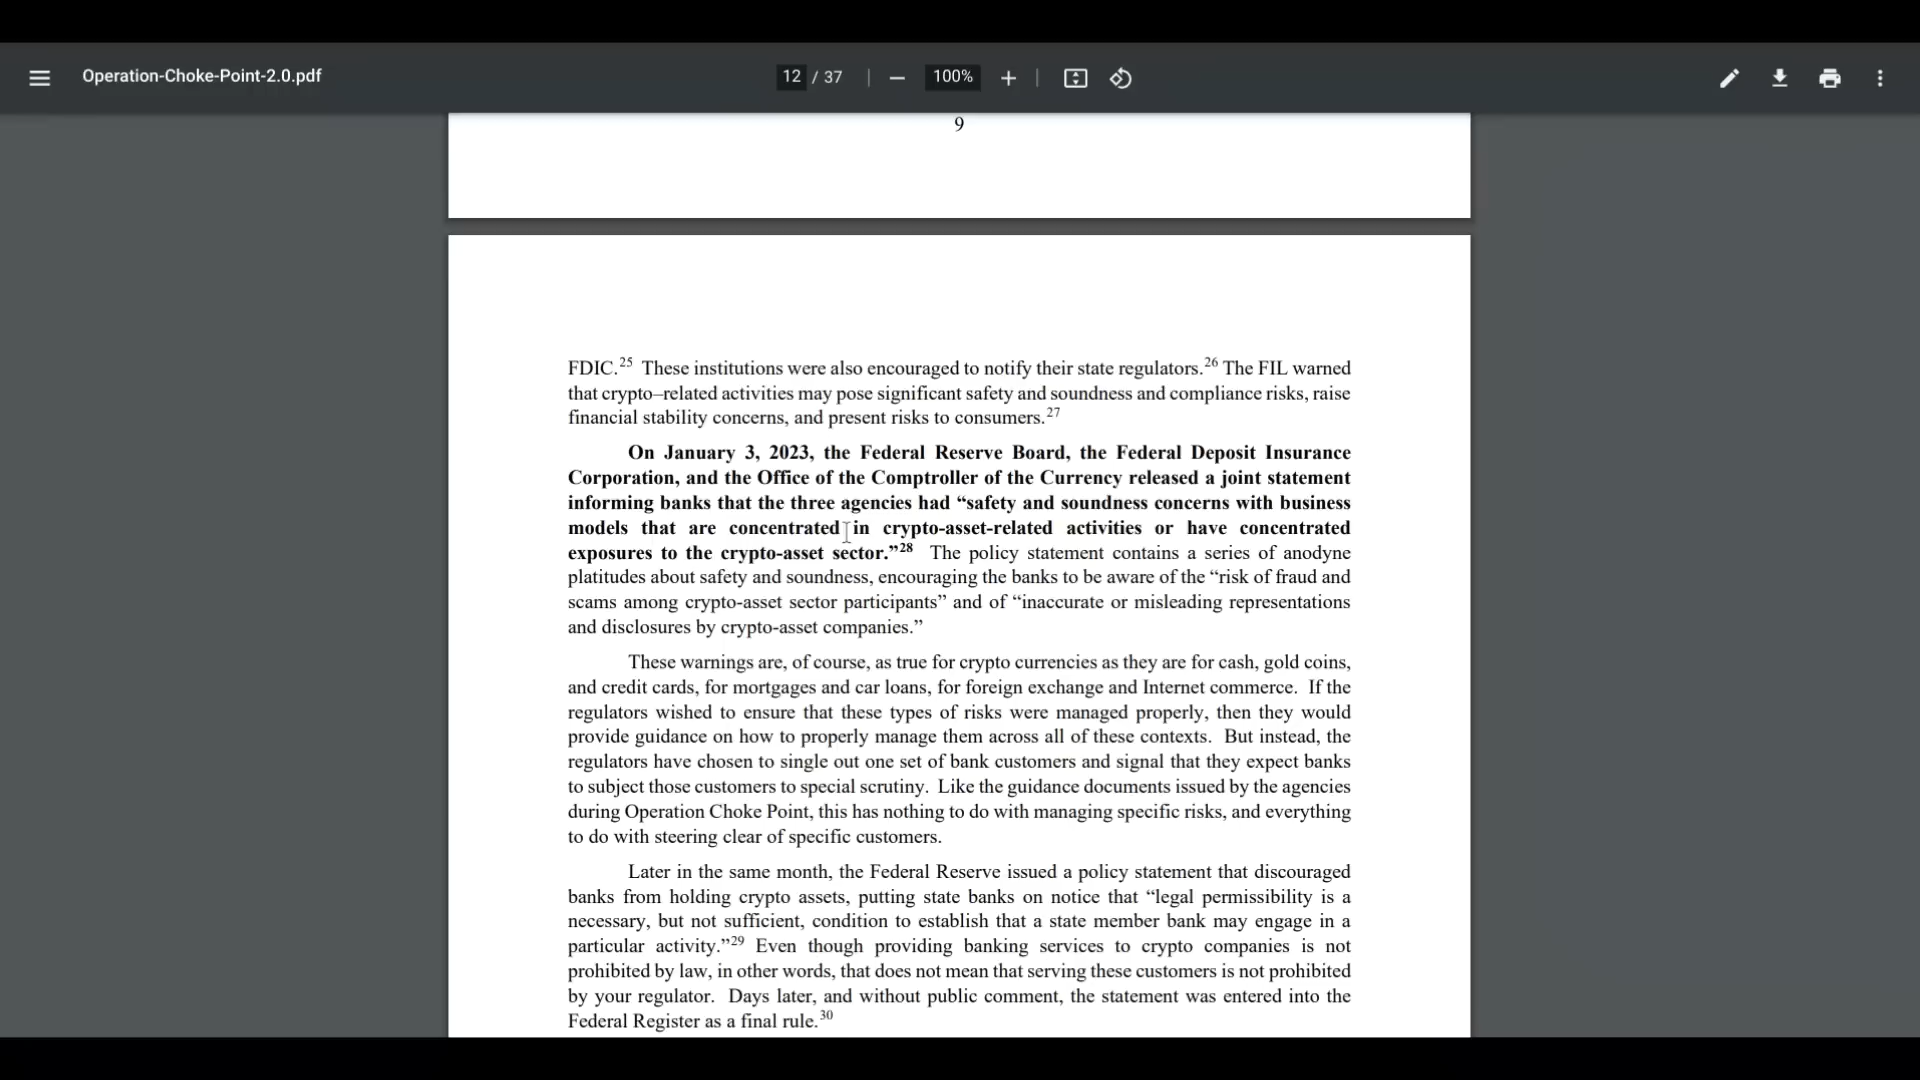 Operation-Choke-Point-2.0.pdf
12 / 37
100%
9
FDIC.25 These institutions were also encouraged to notify their state regulators.26 The FIL warned
that crypto–related activities may pose significant safety and soundness and compliance risks, raise
financial stability concerns, and present risks to consumers.27
On January 3, 2023, the Federal Reserve Board, the Federal Deposit Insurance
Corporation, and the Office of the Comptroller of the Currency released a joint statement
informing banks that the three agencies had “safety and soundness concerns with business
models that are concentrated in crypto-asset-related activities or have concentrated
exposures to the crypto-asset sector.”28 The policy statement contains a series of anodyne
platitudes about safety and soundness, encouraging the banks to be aware of the “risk of fraud and
scams among crypto-asset sector participants” and of “inaccurate or misleading representations
and disclosures by crypto-asset companies.”
These warnings are, of course, as true for crypto currencies as they are for cash, gold coins,
and credit cards, for mortgages and car loans, for foreign exchange and Internet commerce. If the
regulators wished to ensure that these types of risks were managed properly, then they would
provide guidance on how to properly manage them across all of these contexts. But instead, the
regulators have chosen to single out one set of bank customers and signal that they expect banks
to subject those customers to special scrutiny. Like the guidance documents issued by the agencies
during Operation Choke Point, this has nothing to do with managing specific risks, and everything
to do with steering clear of specific customers.
Later in the same month, the Federal Reserve issued a policy statement that discouraged
banks from holding crypto assets, putting state banks on notice that “legal permissibility is a
necessary, but not sufficient, condition to establish that a state member bank may engage in a
particular activity.”29 Even though providing banking services to crypto companies is not
prohibited by law, in other words, that does not mean that serving these customers is not prohibited
by your regulator. Days later, and without public comment, the statement was entered into the
Federal Register as a final rule.30